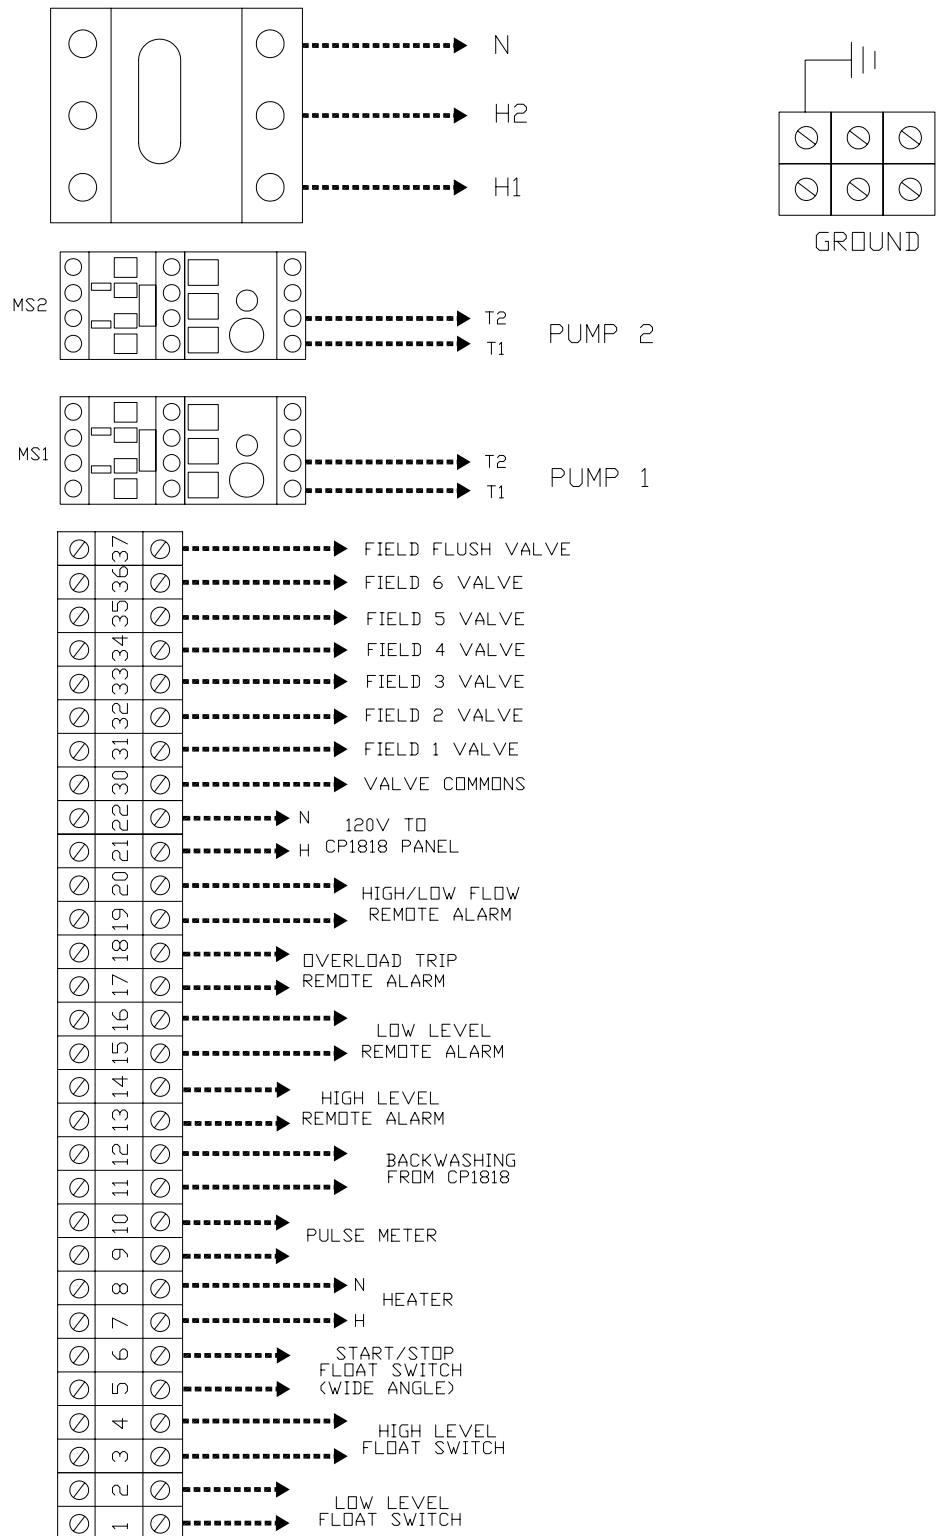 N
H2
H1
GROUND
MS2
T2
T1
PUMP 2
MS1
T2
T1
PUMP 1
37
FIELD FLUSH VALVE
36
FIELD 6 VALVE
35
FIELD 5 VALVE
34
FIELD 4 VALVE
33
FIELD 3 VALVE
32
FIELD 2 VALVE
31
FIELD 1 VALVE
30
VALVE COMMONS
22
N
21
H
120V TO
CP1818 PANEL
20
19
HIGH/LOW FLOW
REMOTE ALARM
18
17
OVERLOAD TRIP
REMOTE ALARM
16
15
LOW LEVEL
REMOTE ALARM
14
13
HIGH LEVEL
REMOTE ALARM
12
11
BACKWASHING
FROM CP1818
10
9
PULSE METER
8
N
7
H
HEATER
6
5
START/STOP
FLOAT SWITCH
(WIDE ANGLE)
4
3
HIGH LEVEL
FLOAT SWITCH
2
1
LOW LEVEL
FLOAT SWITCH